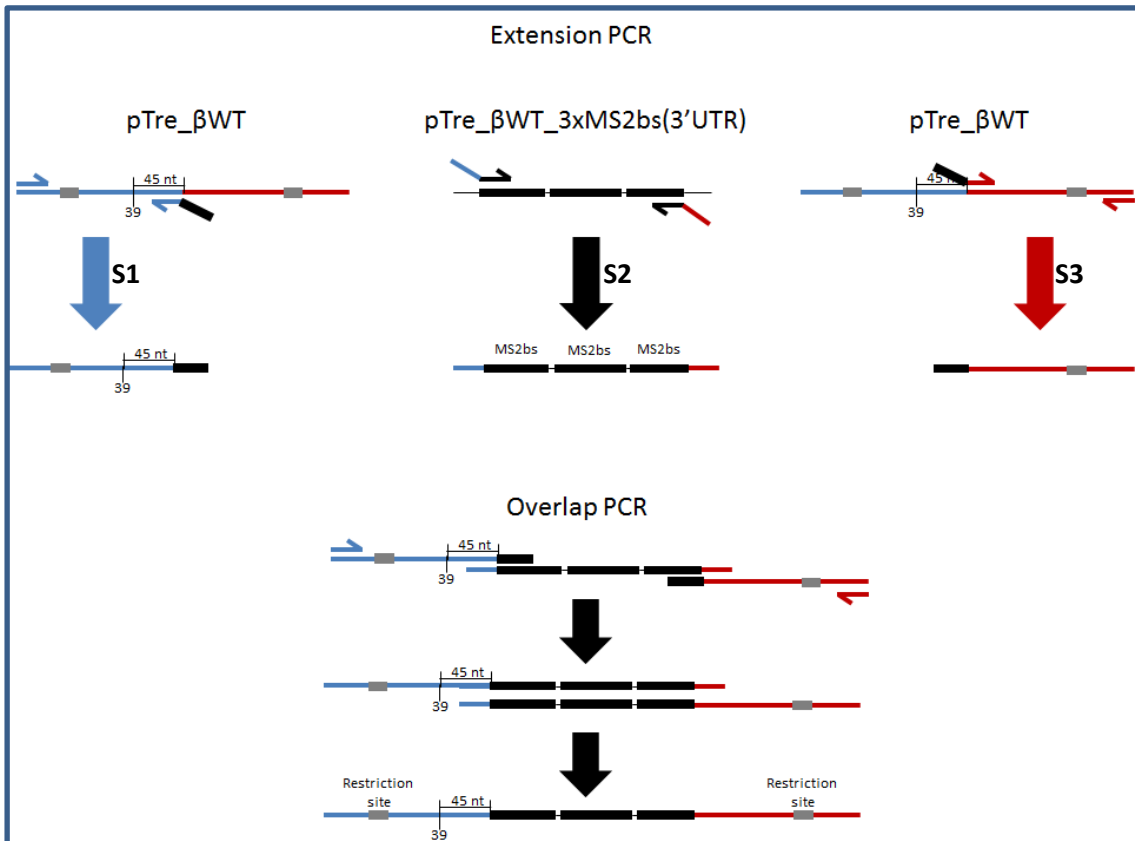 Extension PCR
pTre_βWT
pTre_βWT_3xMS2bs(3'UTR)
pTre_βWT
45 nt
39
45 n
39
S1
S2
S3
45 nt
39
MS2bs
MS2bs
MS2bs
Overlap PCR
45 nt
39
45 nt
39
Restriction
site
45 nt
39
Restriction
site